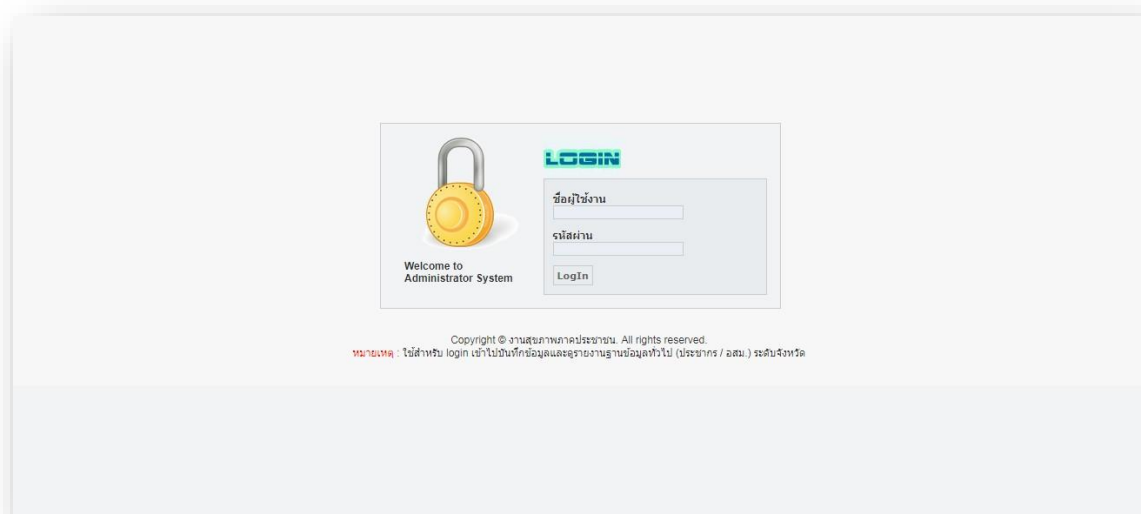 LOGIN
ชื่อผู้ใช้งาน
รหัสผ่าน
LogIn
Welcome to
Administrator System
Copyright © งานสุขภาพภาคประชาชน. All rights reserved.
หมายเหตุ : ใช้สำหรับ login เข้าไปบันทึกข้อมูลและดูรายงานฐานข้อมูลทั่วไป (ประชากร / อสม.) ระดับจังหวัด